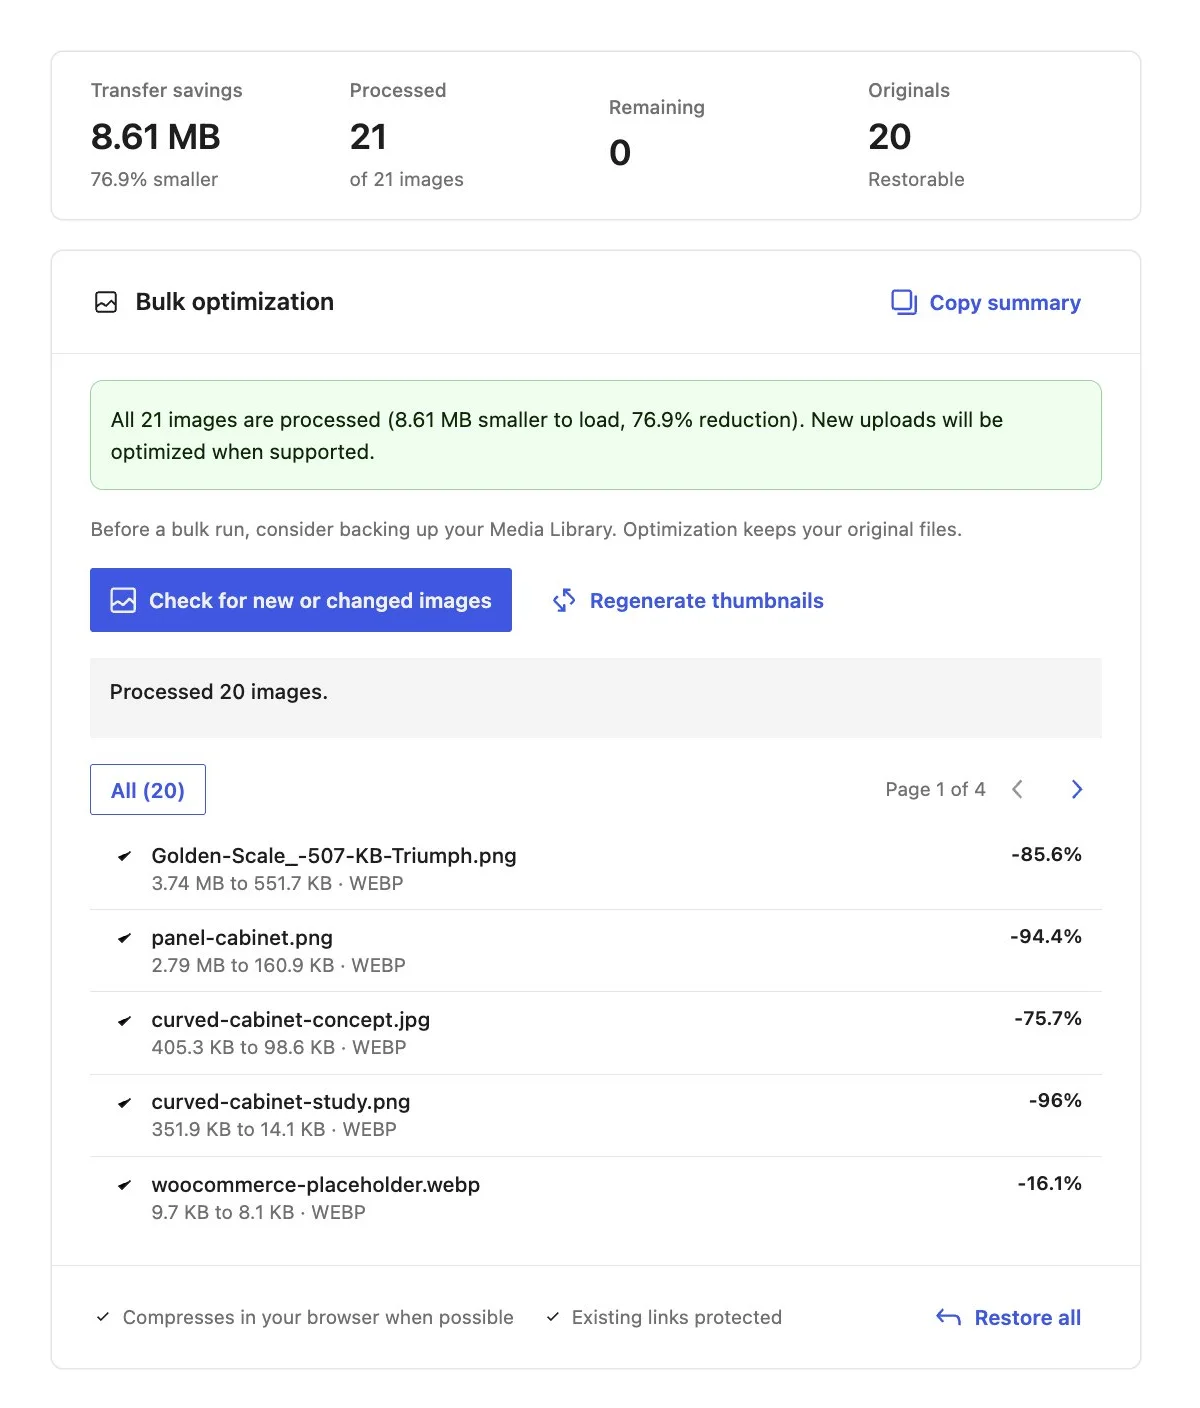 Transfer savings
8.61 MB
76.9% smaller
Processed
21
of 21 images
Remaining
0
Originals
20
Restorable
Bulk optimization
Copy summary
All 21 images are processed (8.61 MB smaller to load, 76.9% reduction). New uploads will be
optimized when supported.
Before a bulk run, consider backing up your Media Library. Optimization keeps your original files.
Check for new or changed images
Regenerate thumbnails
Processed 20 images.
All (20)
Page 1 of 4
Golden-Scale_-507-KB-Triumph.png
-85.6%
3.74 MB to 551.7 KB · WEBP
panel-cabinet.png
-94.4%
2.79 MB to 160.9 KB · WEBP
curved-cabinet-concept.jpg
-75.7%
405.3 KB to 98.6 KB · WEBP
curved-cabinet-study.png
-96%
351.9 KB to 14.1 KB · WEBP
woocommerce-placeholder.webp
-16.1%
9.7 KB to 8.1 KB · WEBP
Compresses in your browser when possible
Existing links protected
Restore all